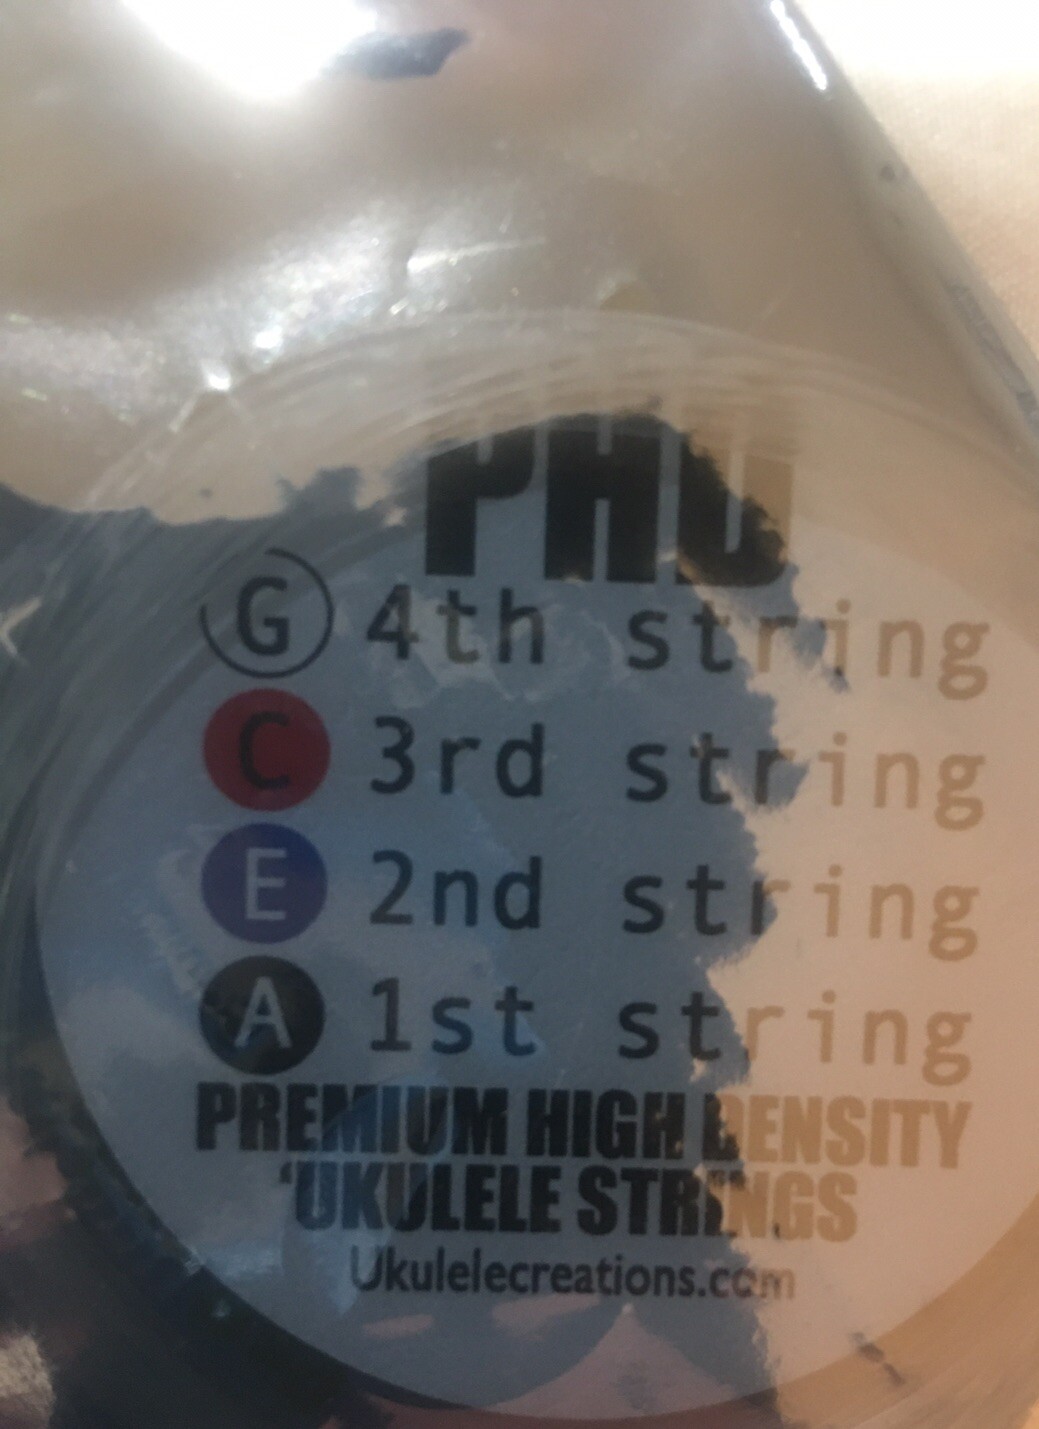 PHD
G 4th string
C 3rd string
E 2nd string
A 1st string
PREMIUM HIGH DENSITY
'UKULELE STRINGS
Ukulelecreations.com